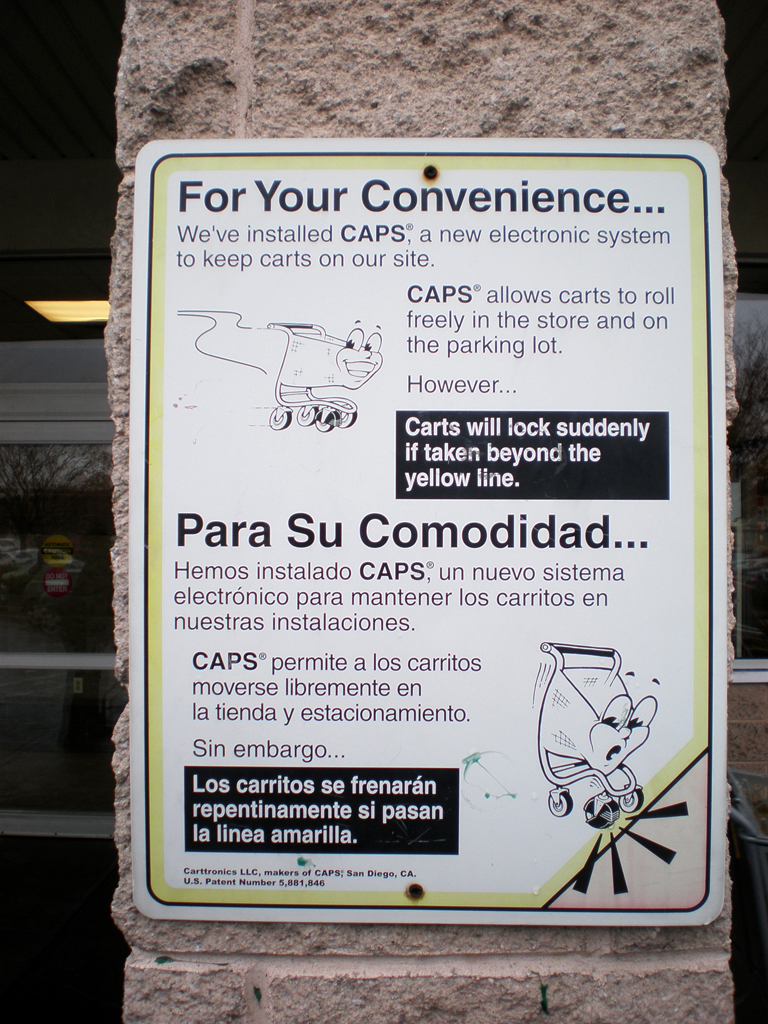 For Your Convenience...
We've installed CAPS®, a new electronic system
to keep carts on our site.
CAPS® allows carts to roll
freely in the store and on
the parking lot.
However...
Carts will lock suddenly
if taken beyond the
yellow line.
Para Su Comodidad...
Hemos instalado CAPS®, un nuevo sistema
electrónico para mantener los carritos en
nuestras instalaciones.
CAPS® permite a los carritos
moverse libremente en
la tienda y estacionamiento.
Sin embargo...
Los carritos se frenarán
repentinamente si pasan
la linea amarilla.
Carttronics LLC, makers of CAPS®, San Diego, CA.
U.S. Patent Number 5,881,846
DO NOT
ENTER